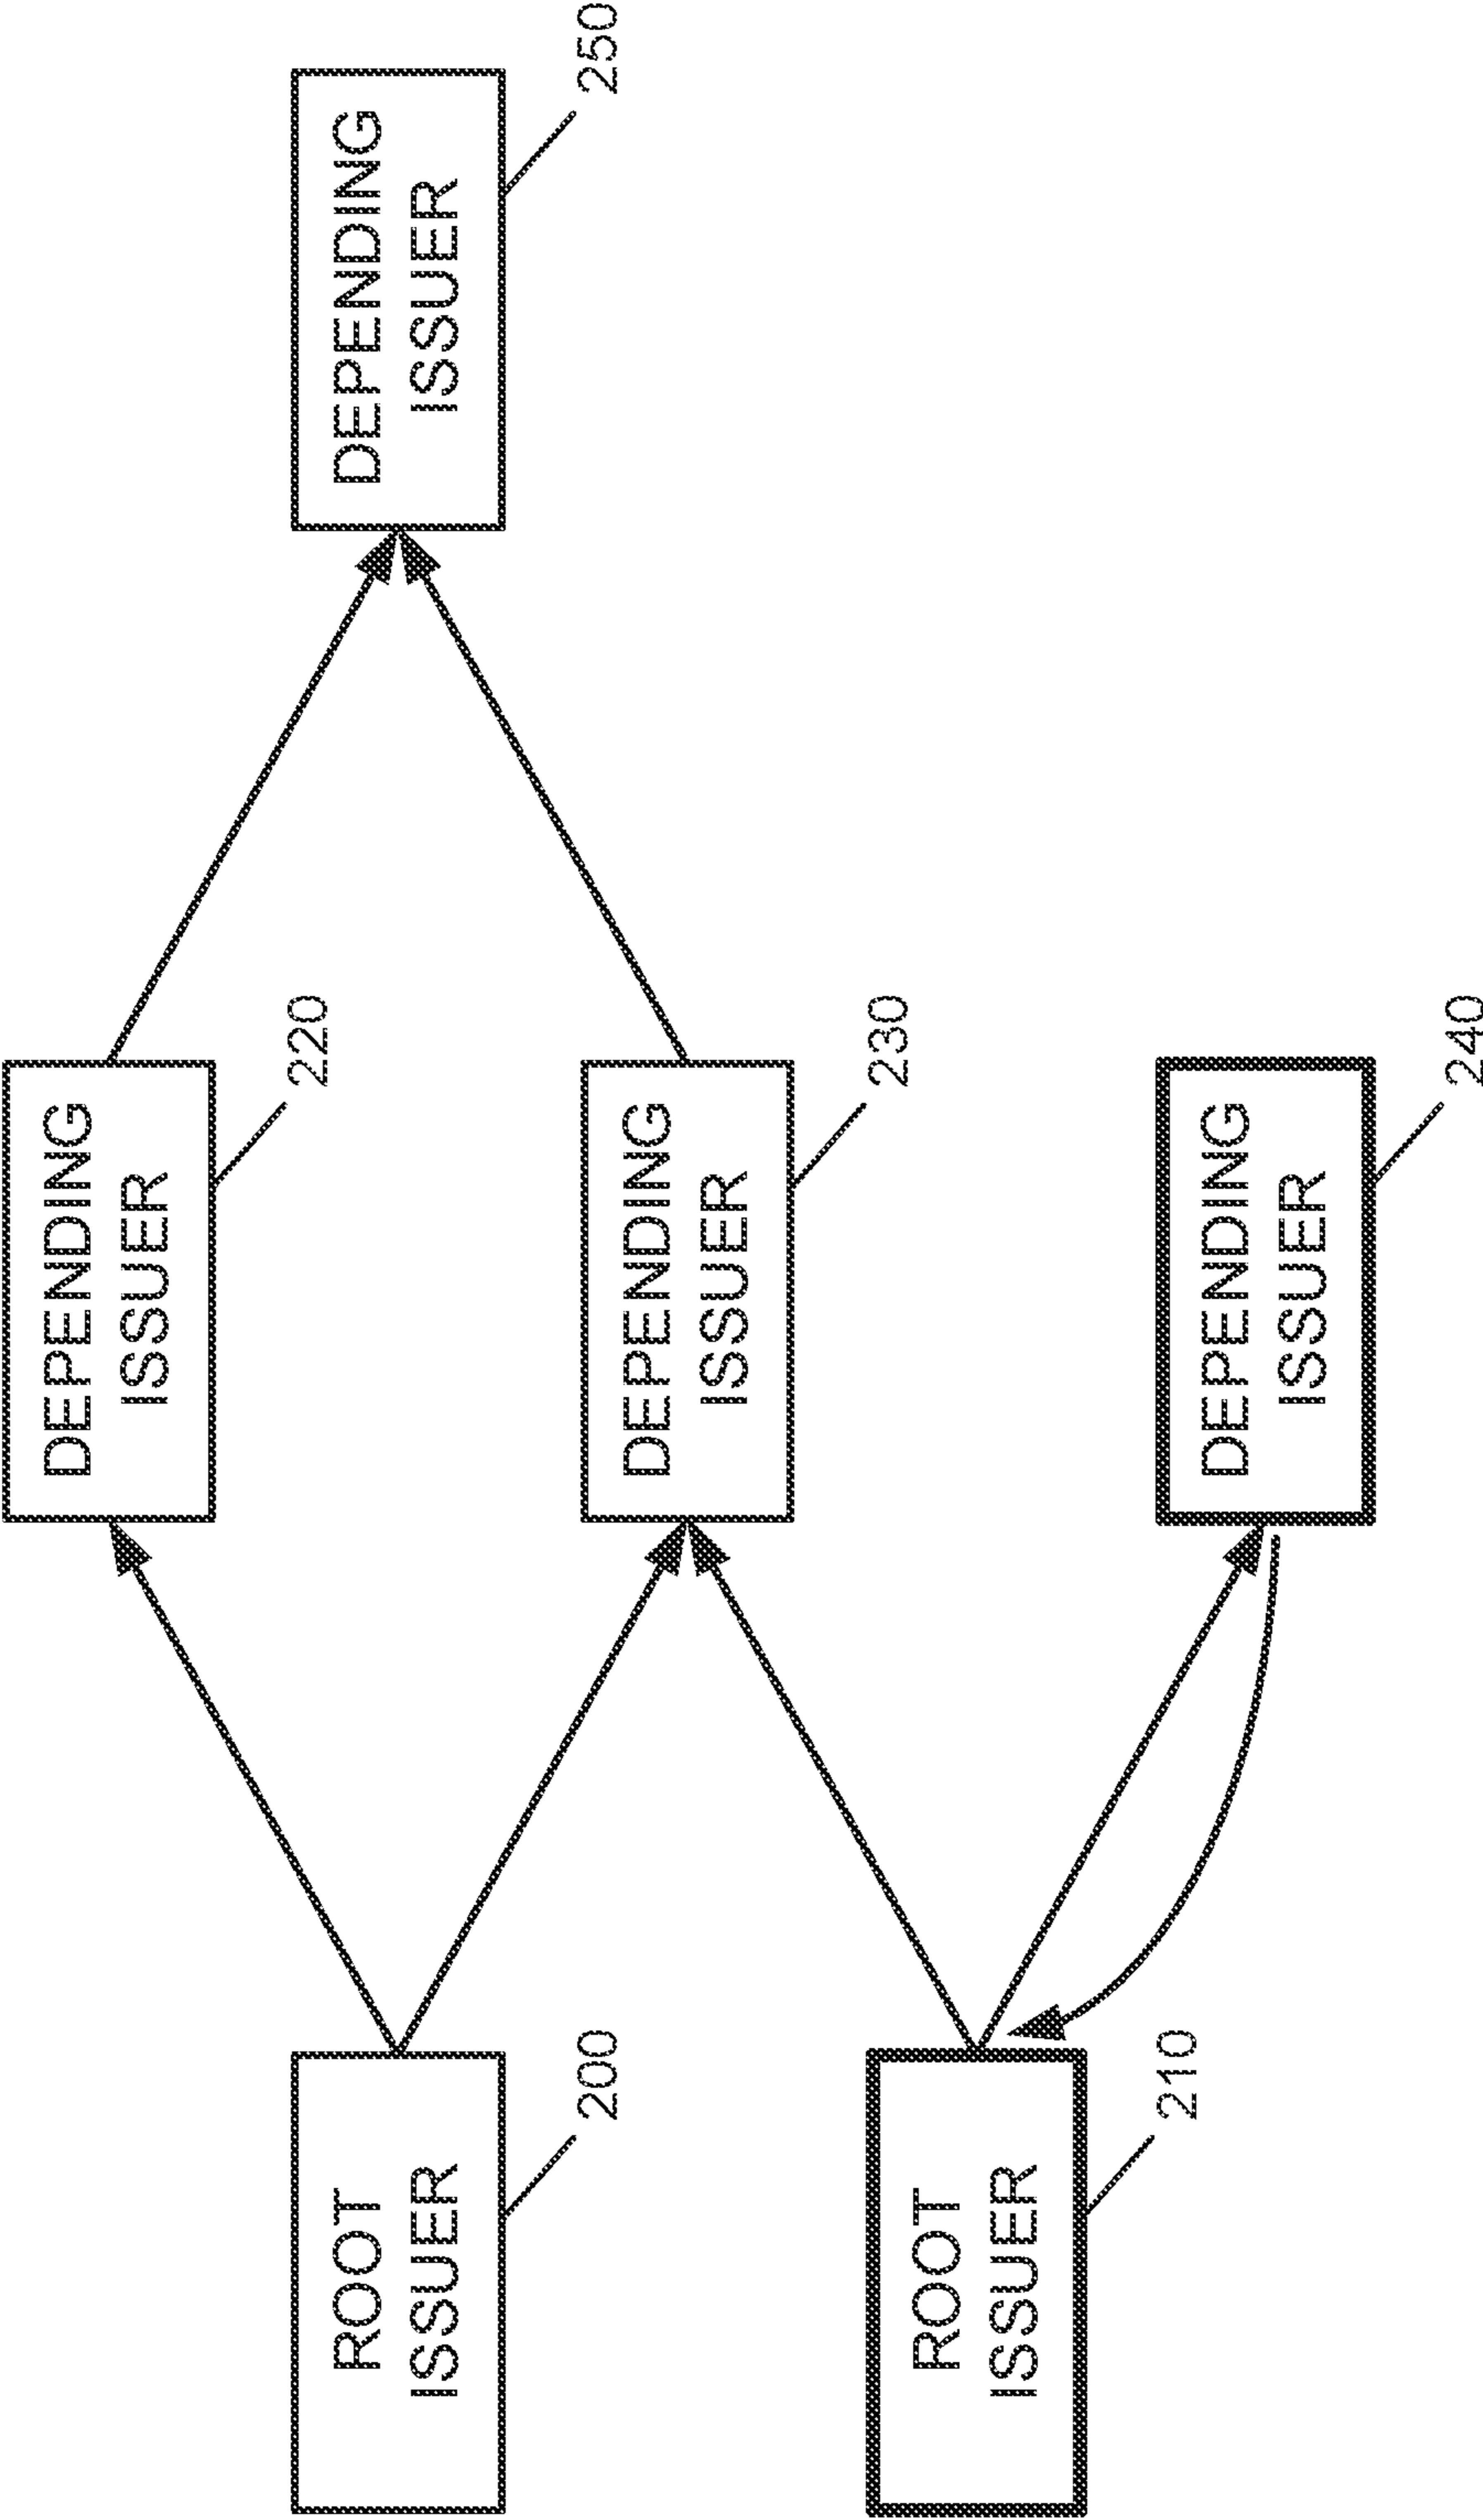 DEPENDING
ISSUER
220
ROOT
ISSUER
200
DEPENDING
ISSUER
250
DEPENDING
ISSUER
230
ROOT
ISSUER
210
DEPENDING
ISSUER
240